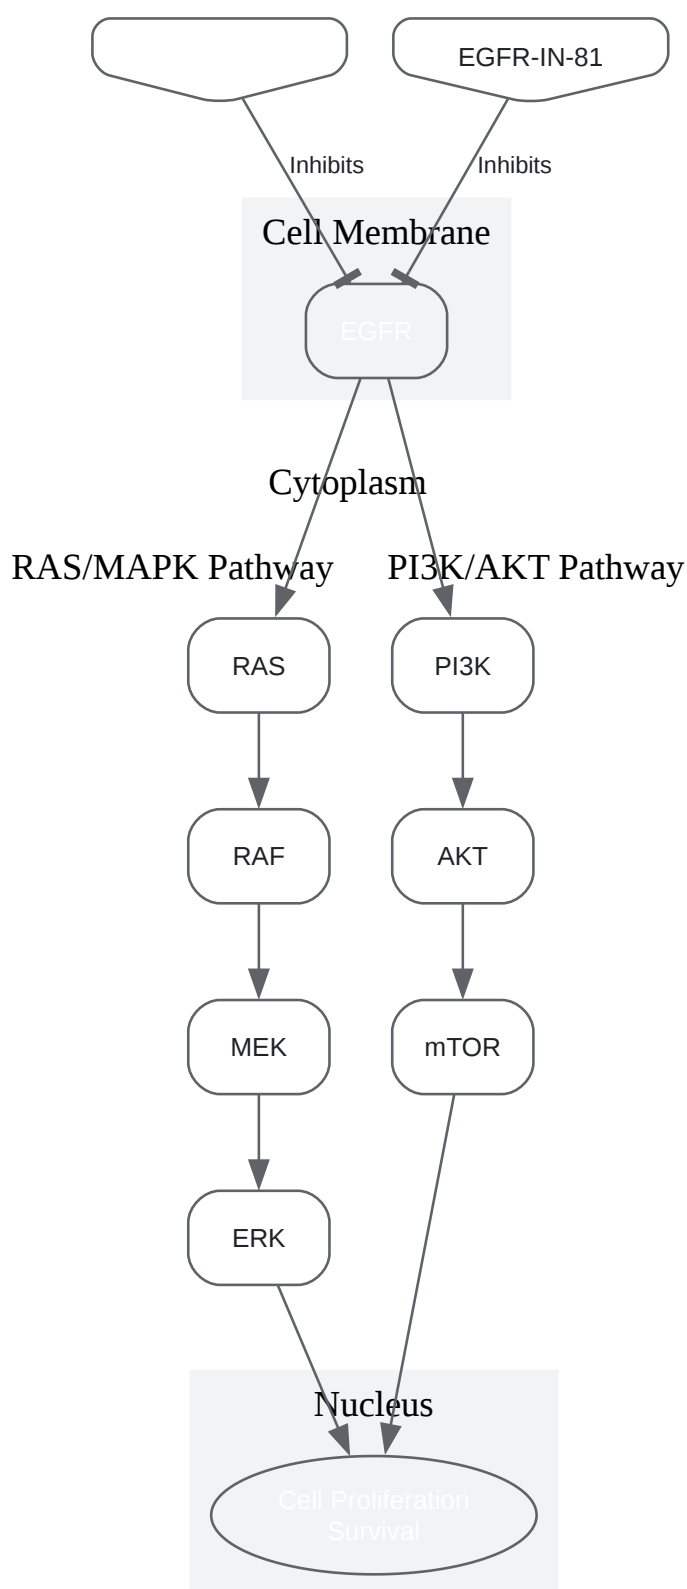 EGFR-IN-81
Inhibits
Inhibits
Cell Membrane
EGFR
Cytoplasm
RAS/MAPK Pathway
PI3K/AKT Pathway
RAS
PI3K
RAF
AKT
MEK
mTOR
ERK
Nucleus
Cell Proliferation
Survival